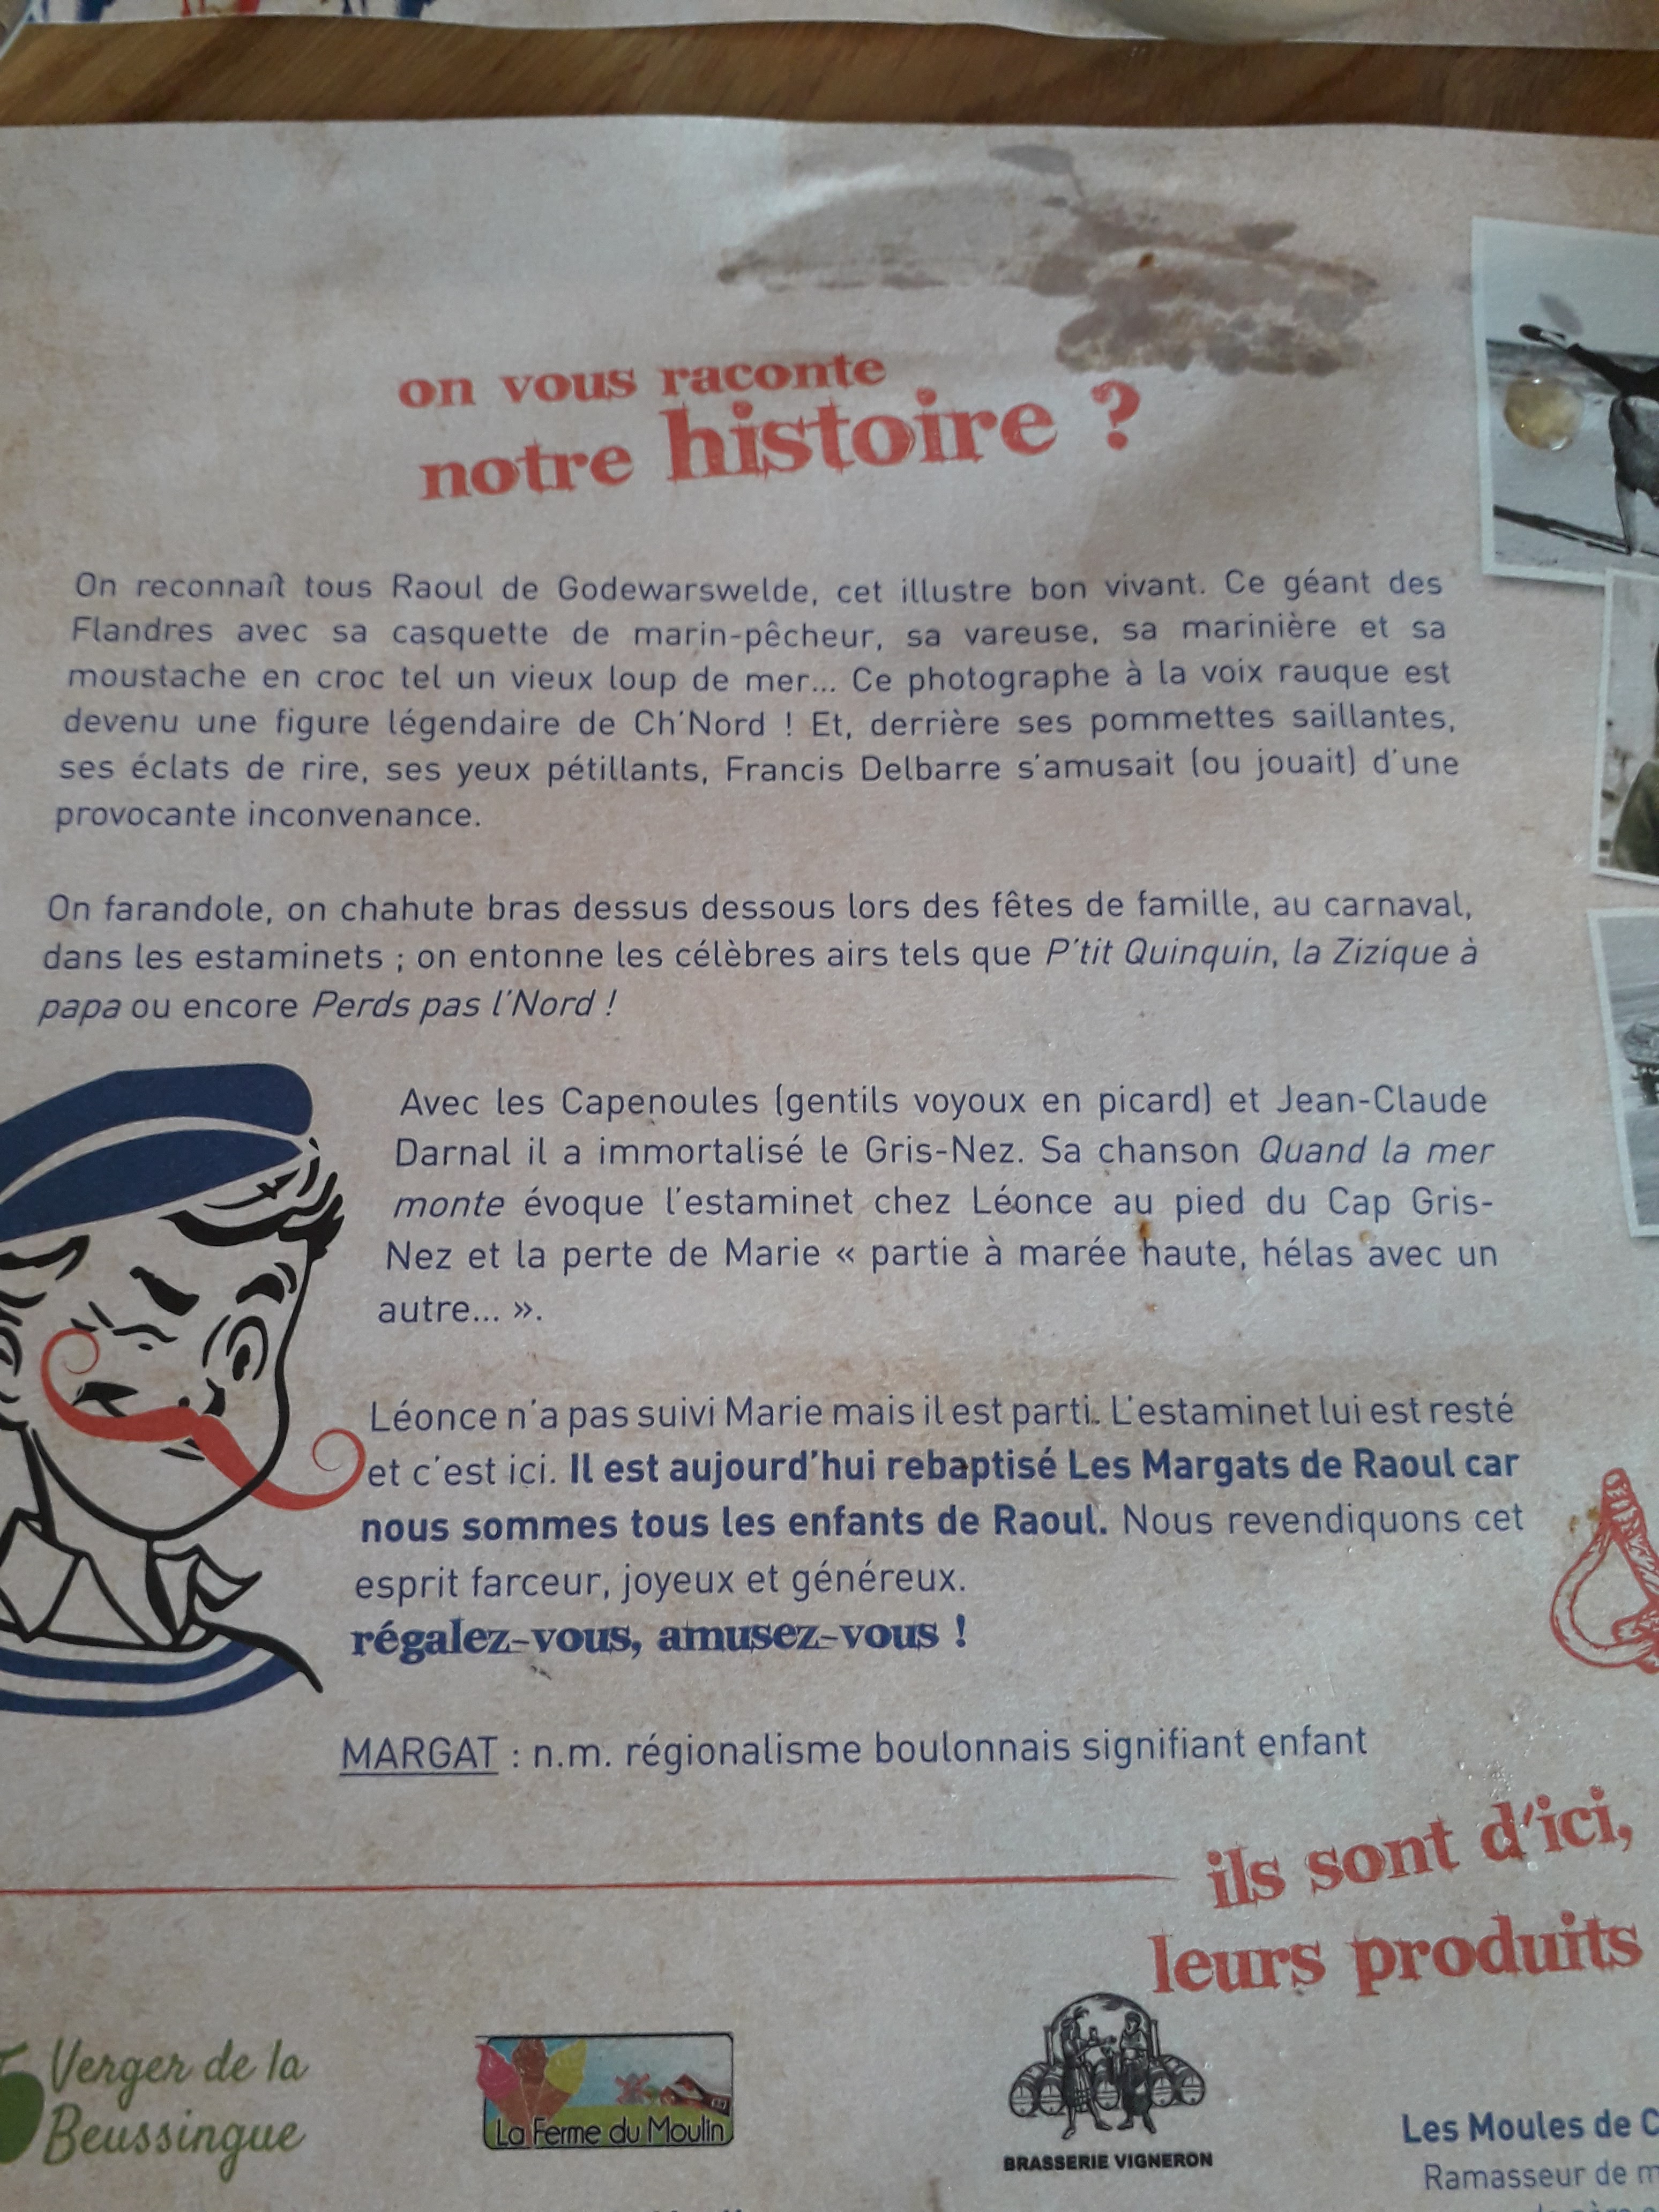 on vous raconte
notre histoire ?
On reconnaît tous Raoul de Godewarswelde, cet illustre bon vivant. Ce géant des
Flandres avec sa casquette de marin-pêcheur, sa vareuse, sa marinière et sa
moustache en croc tel un vieux loup de mer... Ce photographe à la voix rauque est
devenu une figure légendaire de Ch'Nord ! Et, derrière ses pommettes saillantes,
ses éclats de rire, ses yeux pétillants, Francis Delbarre s'amusait (ou jouait) d'une
provocante inconvenance.
On farandole, on chahute bras dessus dessous lors des fêtes de famille, au carnaval,
dans les estaminets ; on entonne les célèbres airs tels que P'tit Quinquin, la Zizique à
papa ou encore Perds pas l'Nord !
Avec les Capenoules (gentils voyoux en picard) et Jean-Claude
Darnal il a immortalisé le Gris-Nez. Sa chanson Quand la mer
monte évoque l'estaminet chez Léonce au pied du Cap Gris-
Nez et la perte de Marie « partie à marée haute, hélas avec un
autre... ».
Léonce n'a pas suivi Marie mais il est parti. L'estaminet lui est resté
et c'est ici. Il est aujourd'hui rebaptisé Les Margats de Raoul car
nous sommes tous les enfants de Raoul. Nous revendiquons cet
esprit farceur, joyeux et généreux.
régalez-vous, amusez-vous !
MARGAT : n.m. régionalisme boulonnais signifiant enfant
ils sont d'ici,
leurs produits
Verger de la
Beussingue
La Ferme du Moulin
BRASSERIE VIGNERON
Les Moules de C
Ramasseur de m